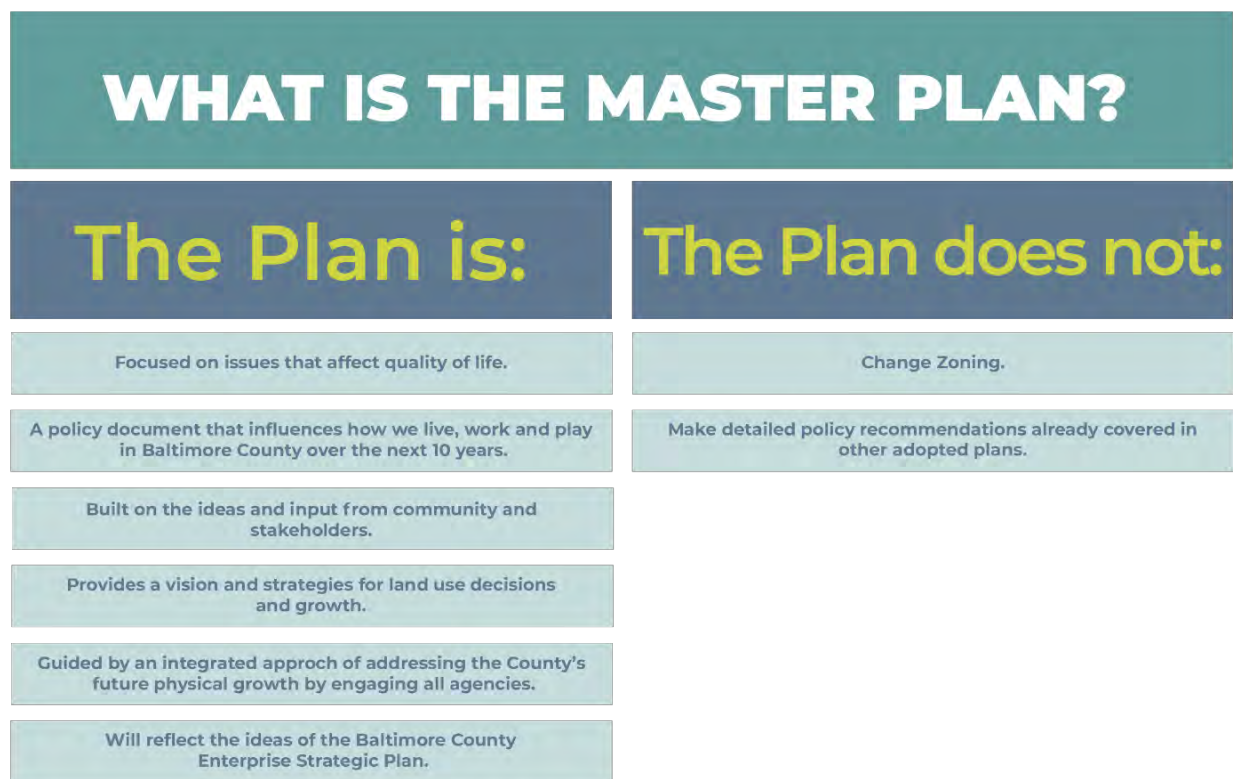 WHAT IS THE MASTER PLAN?
The Plan is:
Focused on issues that affect quality of life.
A policy document that influences how we live, work and play
in Baltimore County over the next 10 years.
Built on the ideas and input from community and
stakeholders.
Provides a vision and strategies for land use decisions
and growth.
Guided by an integrated approch of addressing the County's
future physical growth by engaging all agencies.
Will reflect the ideas of the Baltimore County
Enterprise Strategic Plan.
The Plan does not:
Change Zoning.
Make detailed policy recommendations already covered in
other adopted plans.